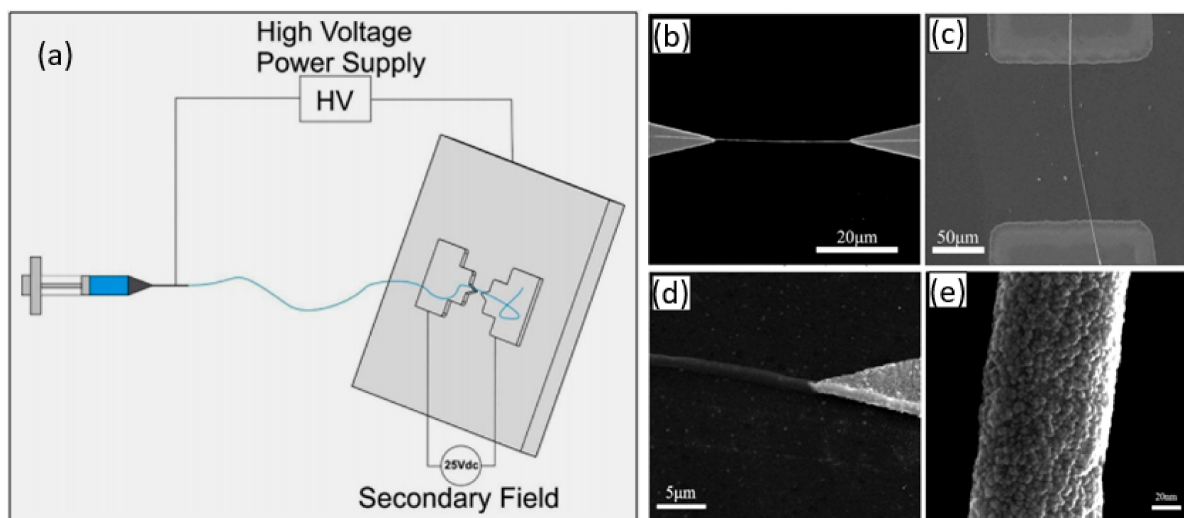 (a)
High Voltage
Power Supply
HV
25Vdc
Secondary Field
(b)
20μm
(c)
50μm
(d)
5μm
(e)
20nm